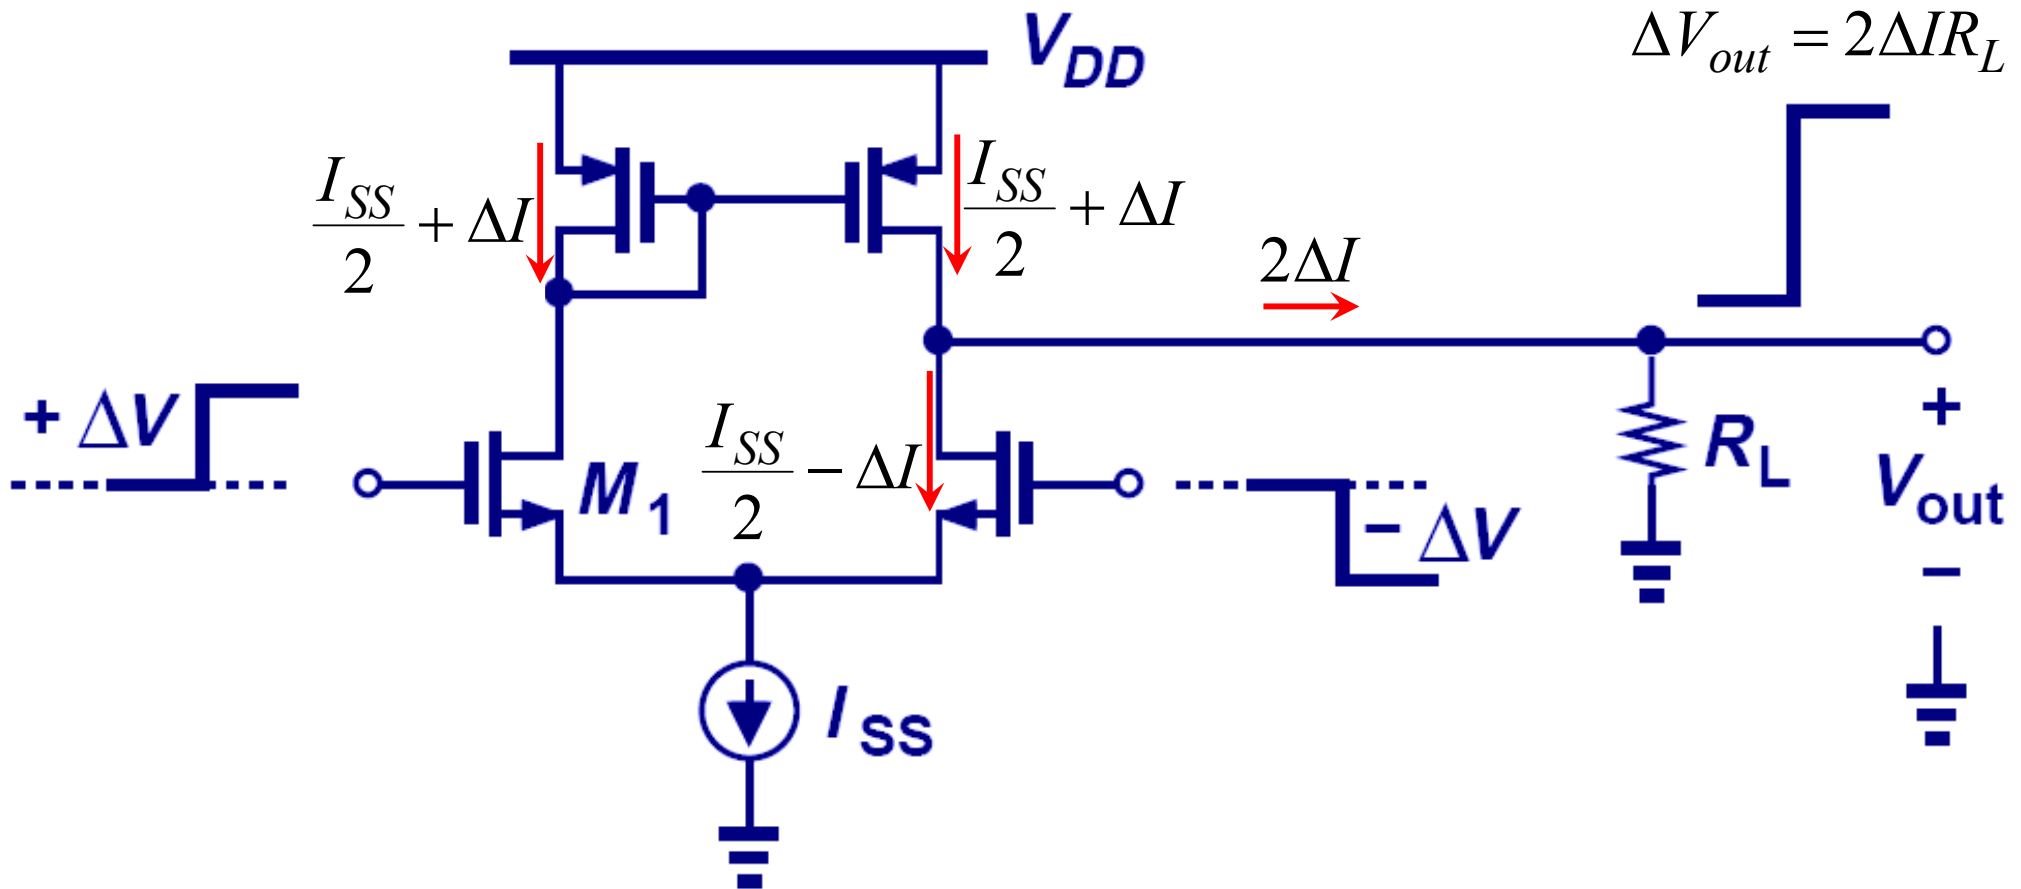 V_DD
ΔV_out = 2ΔIR_L
I_SS/2 + ΔI
I_SS/2 + ΔI
2ΔI
+ ΔV
M_1
I_SS/2 − ΔI
− ΔV
R_L
+
V_out
−
I_SS